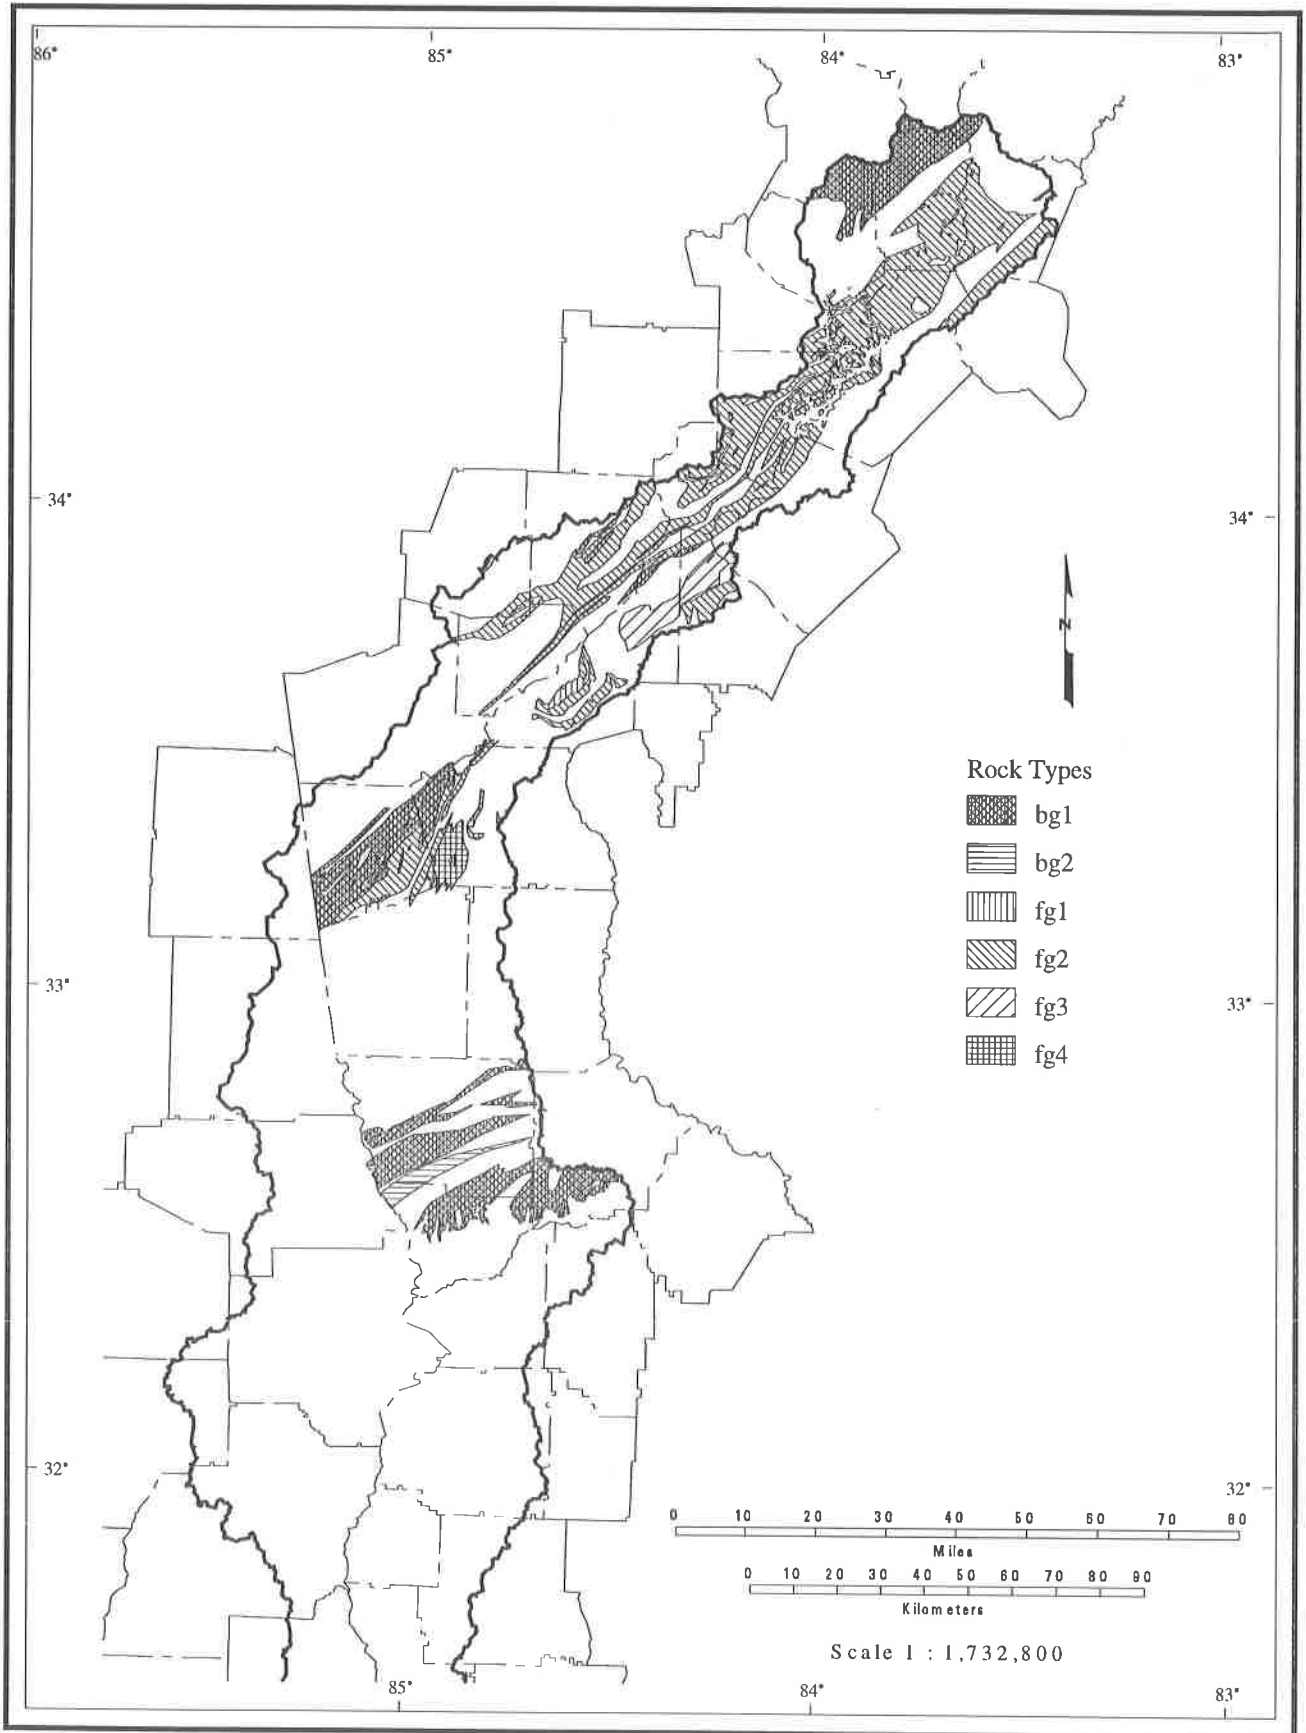 86° 85° 84° 83°
34° 34°
N
Rock Types
bg1
bg2
fg1
fg2
fg3
fg4
33° 33°
32° 32°
0 10 20 30 40 50 60 70 80
Miles
0 10 20 30 40 50 60 70 80 90
Kilometers
Scale 1 : 1,732,800
85° 84° 83°